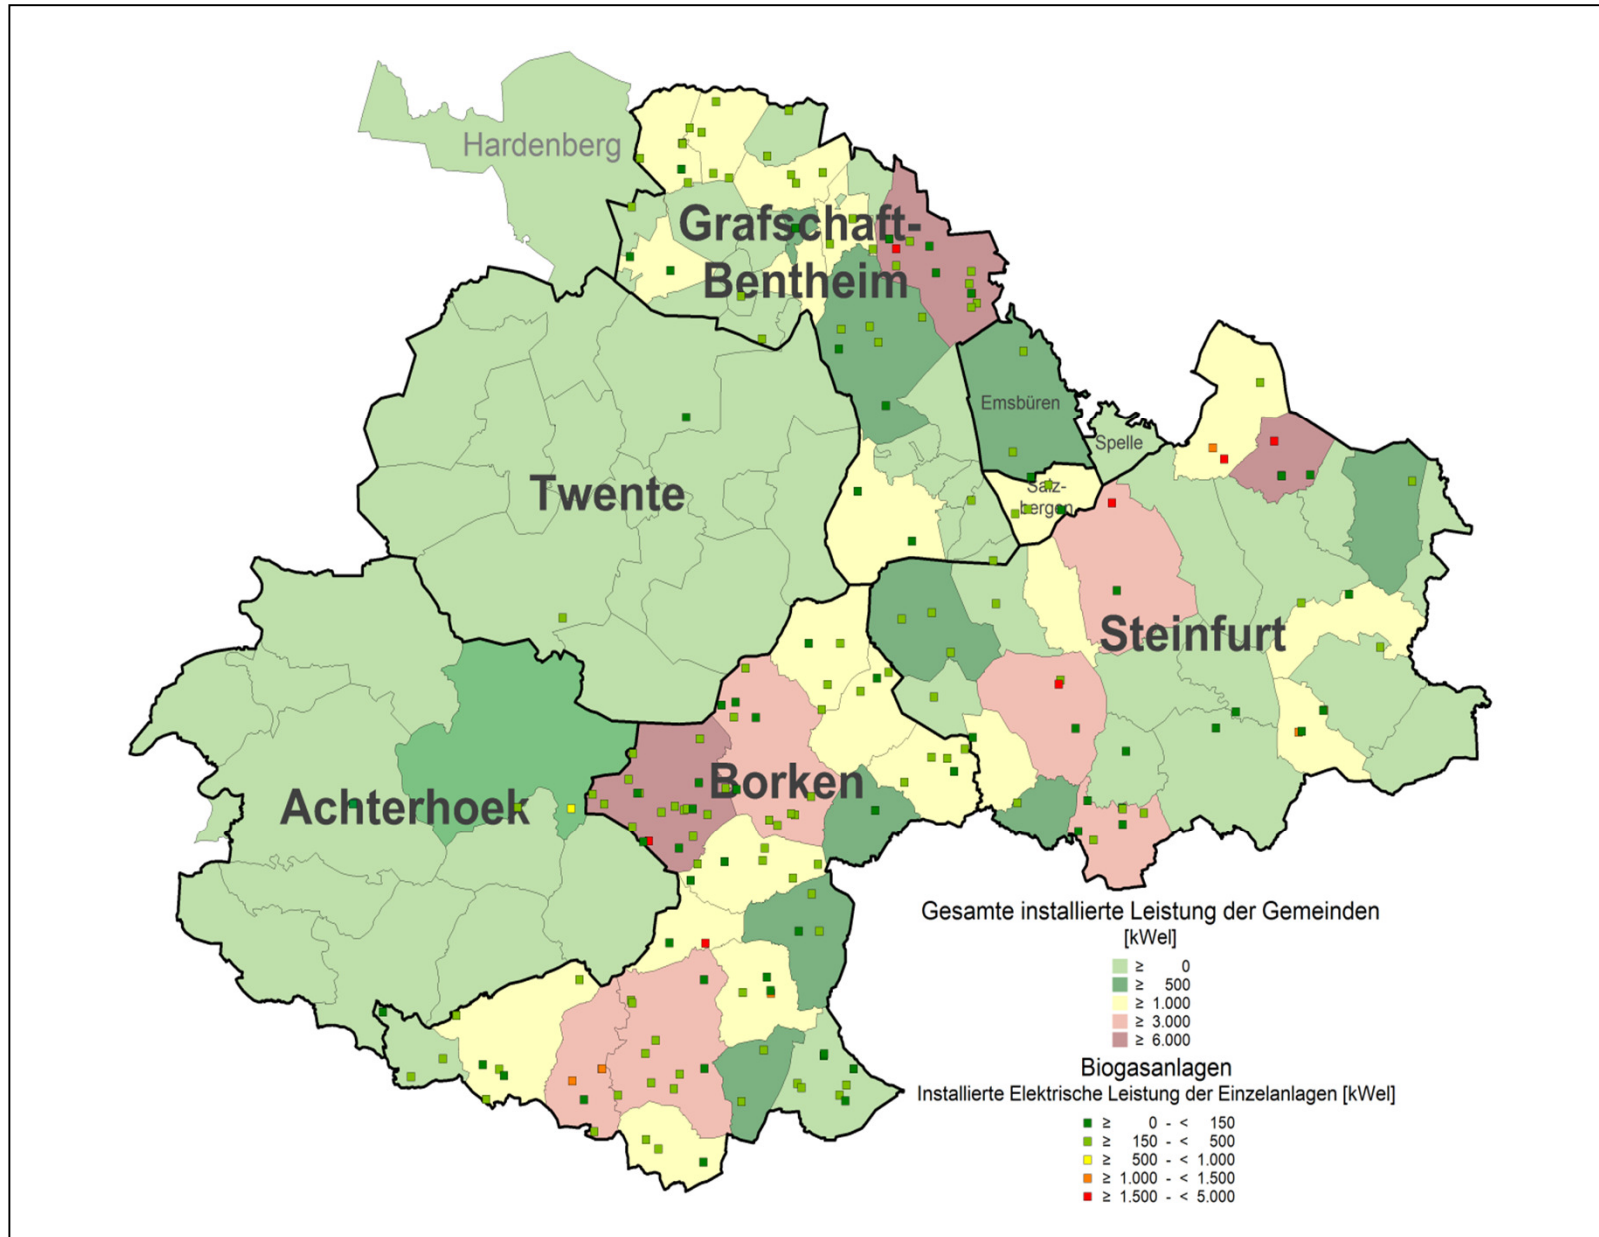 Hardenberg
Grafschaft-
Bentheim
Emsbüren
Spelle
Twente
Salz-
bergen
Steinfurt
Borken
Achterhoek
Gesamte installierte Leistung der Gemeinden
[kWel]
≥ 0
≥ 500
≥ 1.000
≥ 3.000
≥ 6.000
Biogasanlagen
Installierte Elektrische Leistung der Einzelanlagen [kWel]
≥ 0 - < 150
≥ 150 - < 500
≥ 500 - < 1.000
≥ 1.000 - < 1.500
≥ 1.500 - < 5.000